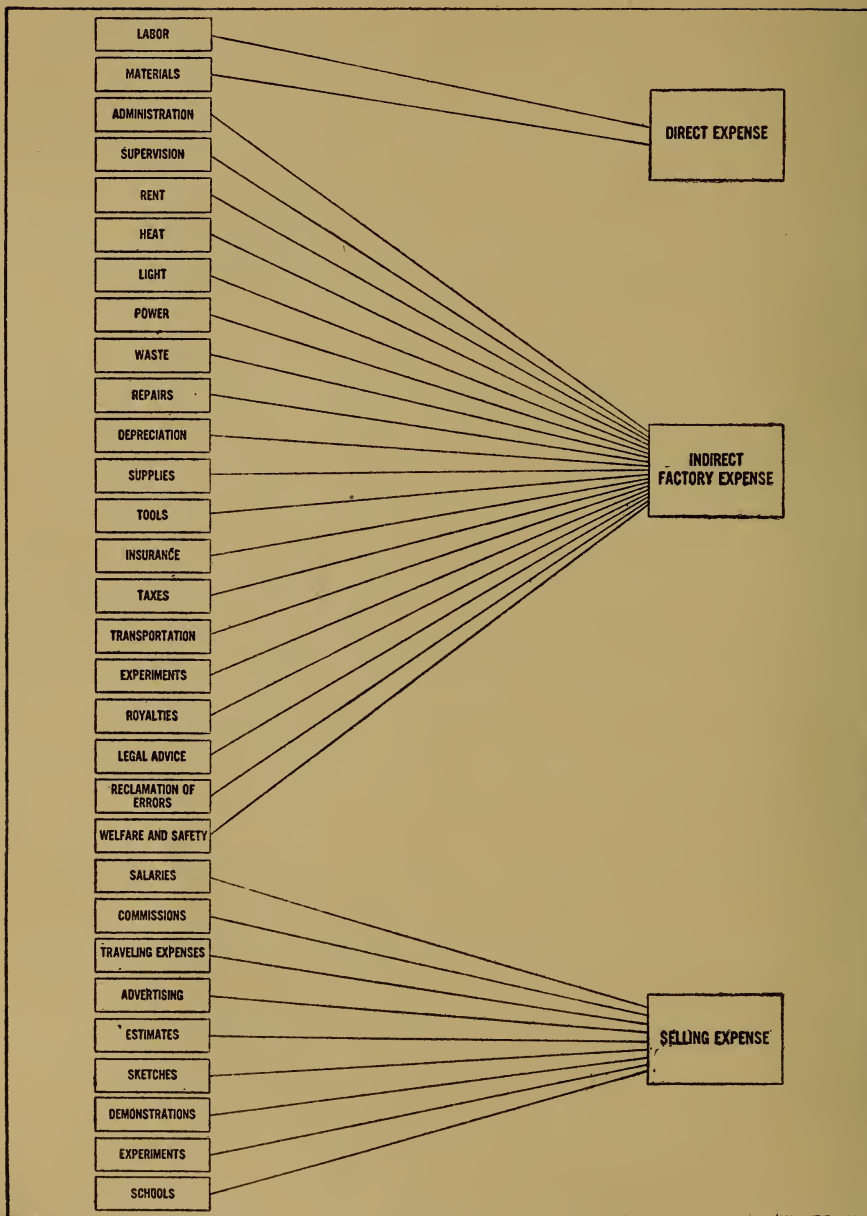 LABOR
MATERIALS
ADMINISTRATION
SUPERVISION
RENT
HEAT
LIGHT
POWER
WASTE
REPAIRS
DEPRECIATION
SUPPLIES
TOOLS
INSURANCE
TAXES
TRANSPORTATION
EXPERIMENTS
ROYALTIES
LEGAL ADVICE
RECLAMATION OF
ERRORS
WELFARE AND SAFETY
SALARIES
COMMISSIONS
TRAVELING EXPENSES
ADVERTISING
ESTIMATES
SKETCHES
DEMONSTRATIONS
EXPERIMENTS
SCHOOLS
DIRECT EXPENSE
INDIRECT
FACTORY EXPENSE
SELLING EXPENSE